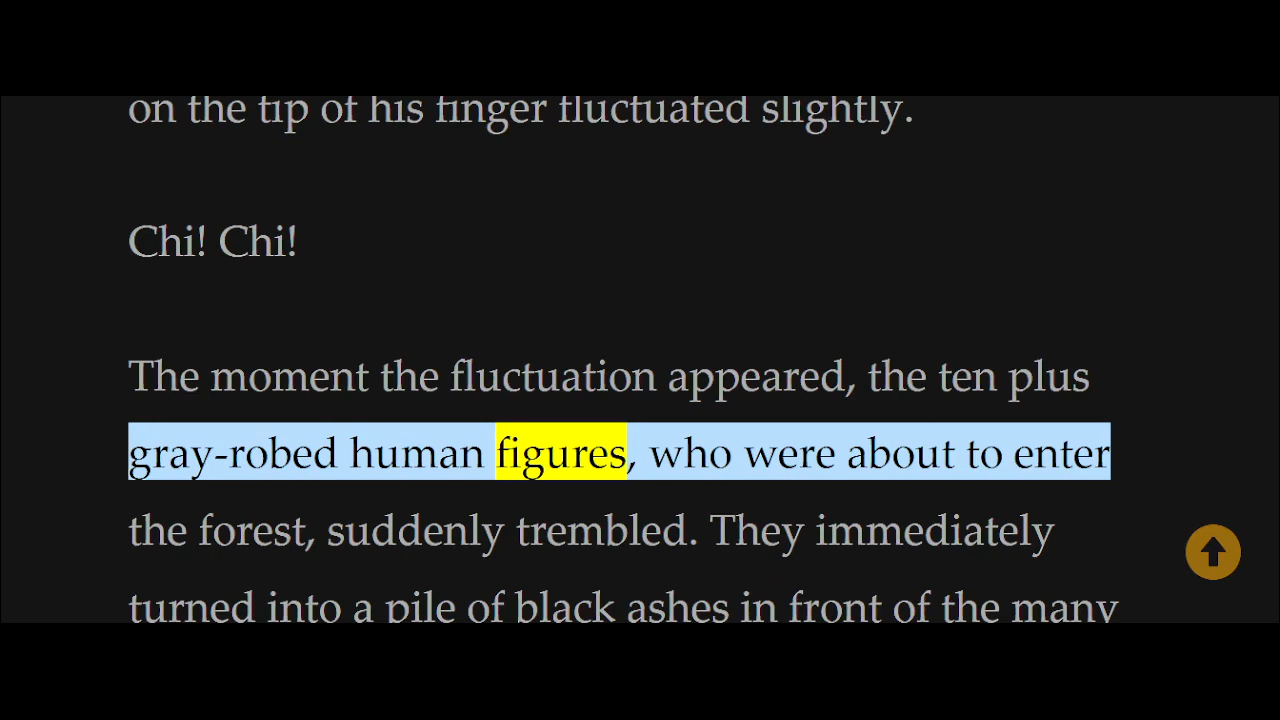 on the tip of his finger fluctuated slightly.
Chi! Chi!
The moment the fluctuation appeared, the ten plus
gray-robed human figures, who were about to enter
the forest, suddenly trembled. They immediately
turned into a pile of black ashes in front of the many